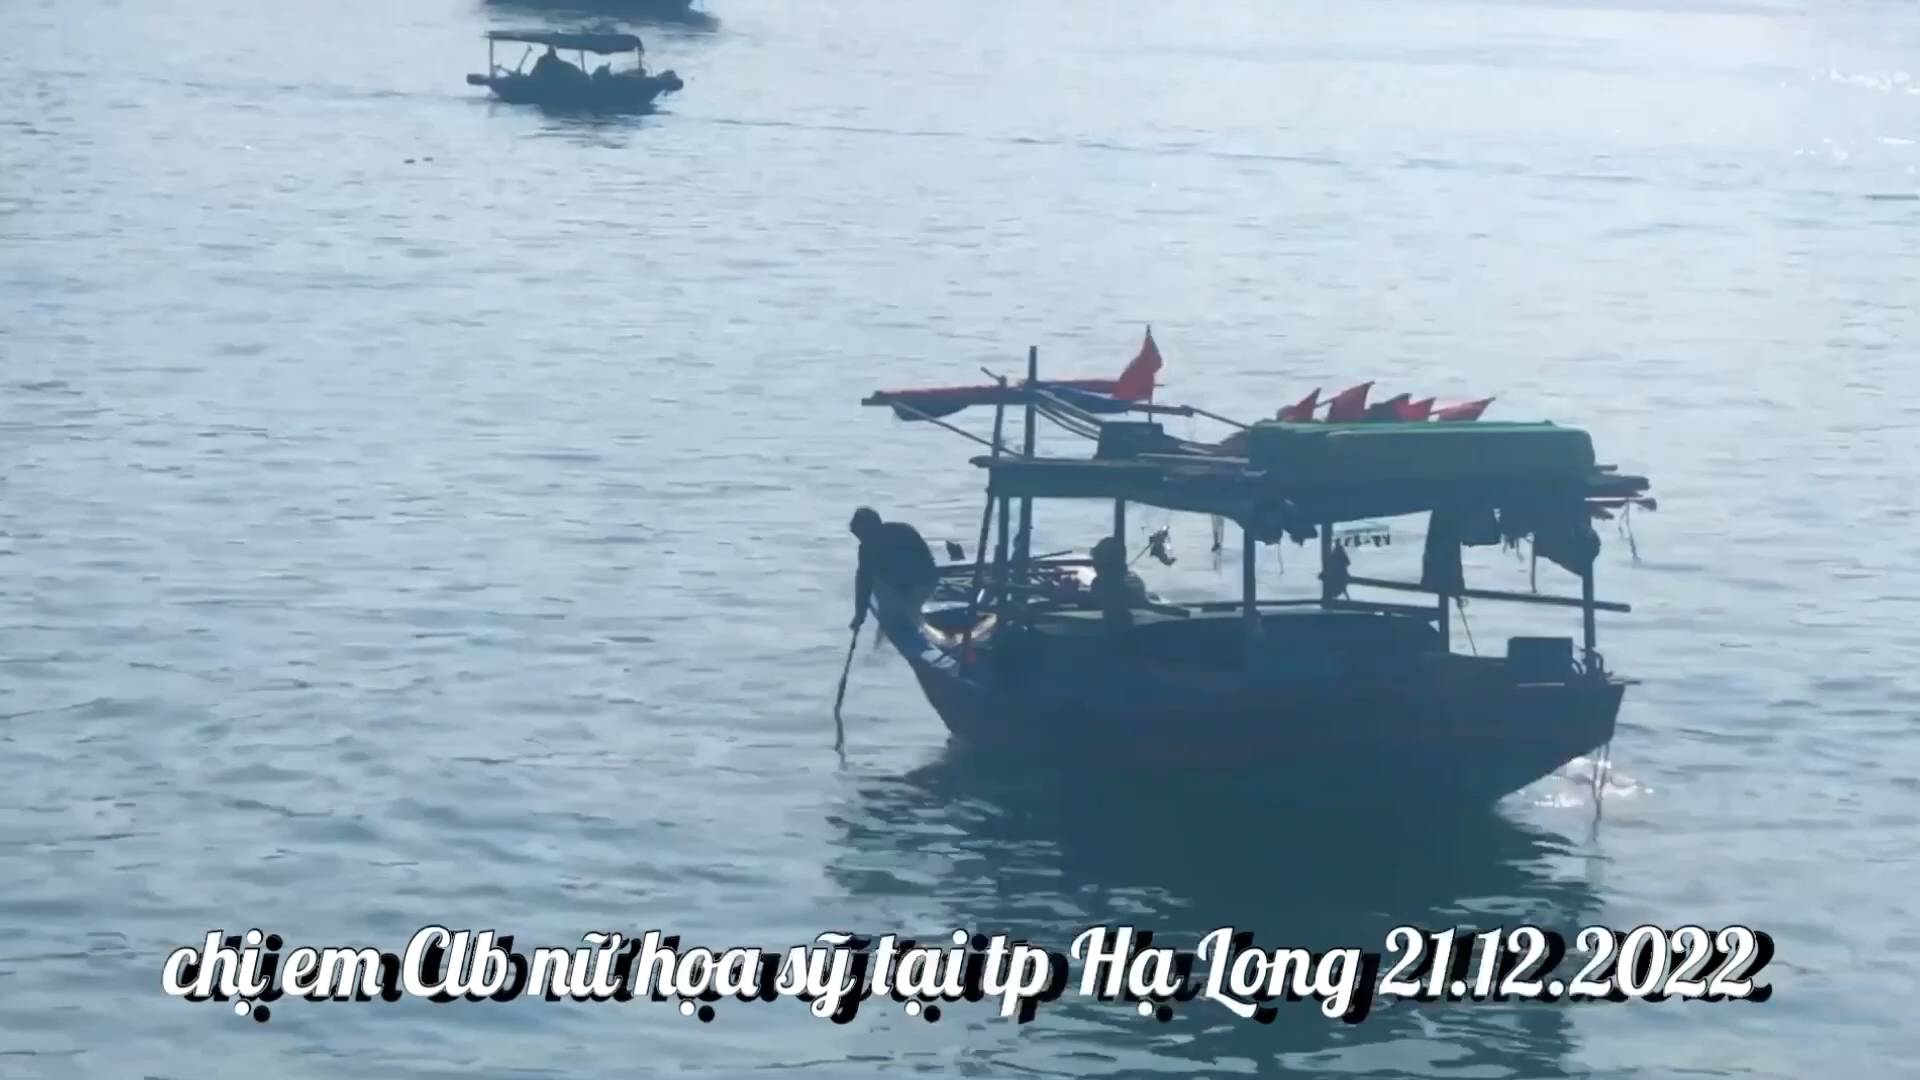 chị em Clb nữ họa sỹ tại tp Hạ Long 21.12.2022